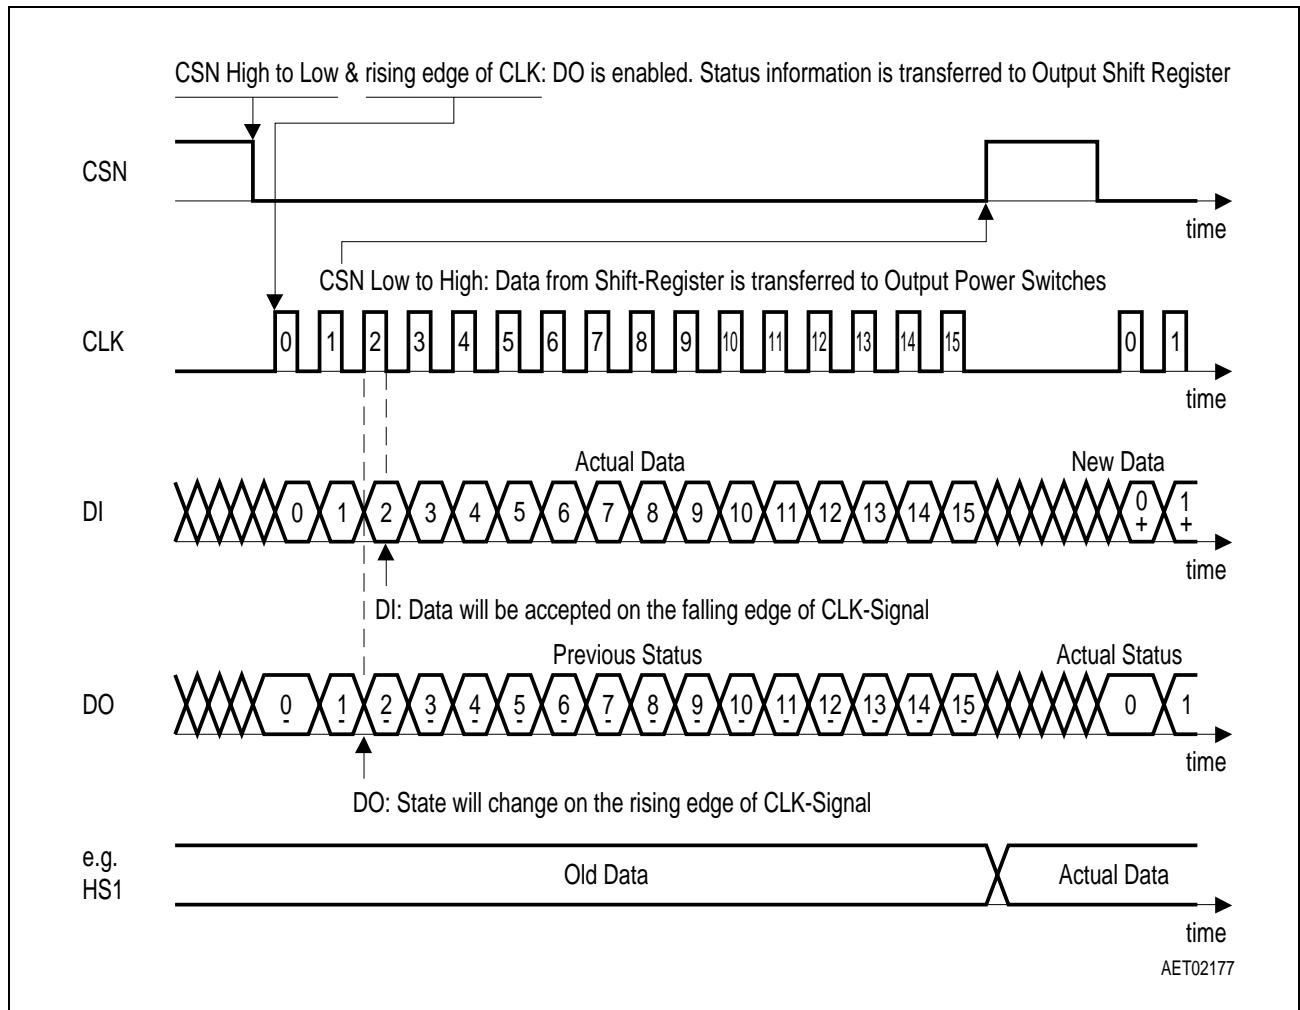 CSN High to Low & rising edge of CLK: DO is enabled. Status information is transferred to Output Shift Register
CSN
time
CSN Low to High: Data from Shift-Register is transferred to Output Power Switches
CLK
0 1 2 3 4 5 6 7 8 9 10 11 12 13 14 15 0 1
time
Actual Data
New Data
DI
0 1 2 3 4 5 6 7 8 9 10 11 12 13 14 15 0+ 1+
time
DI: Data will be accepted on the falling edge of CLK-Signal
Previous Status
Actual Status
DO
0- 1- 2- 3- 4- 5- 6- 7- 8- 9- 10- 11- 12- 13- 14- 15- 0 1
time
DO: State will change on the rising edge of CLK-Signal
e.g.
HS1
Old Data
Actual Data
time
AET02177